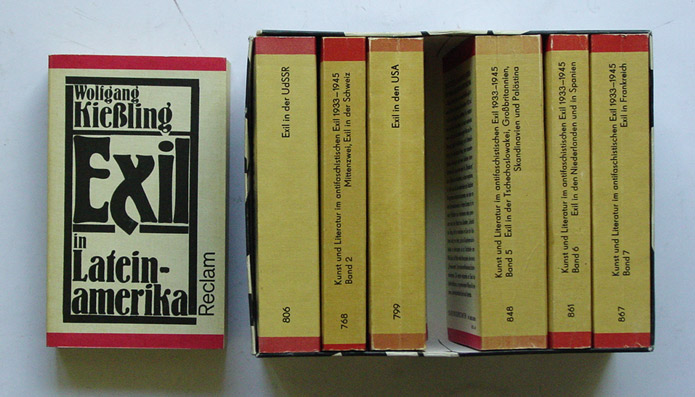 Wolfgang
Kießling
Exil
in
Latein-
amerika
Reclam
806
Exil in der UdSSR
768
Kunst und Literatur im antifaschistischen Exil 1933–1945
Band 2 Mittenzwei, Exil in der Schweiz
799
Exil in den USA
848
Kunst und Literatur im antifaschistischen Exil 1933–1945
Band 5 Exil in der Tschechoslowakei, Großbritannien,
Skandinavien und Palästina
861
Kunst und Literatur im antifaschistischen Exil 1933–1945
Band 6 Exil in den Niederlanden und in Spanien
867
Kunst und Literatur im antifaschistischen Exil 1933–1945
Band 7 Exil in Frankreich